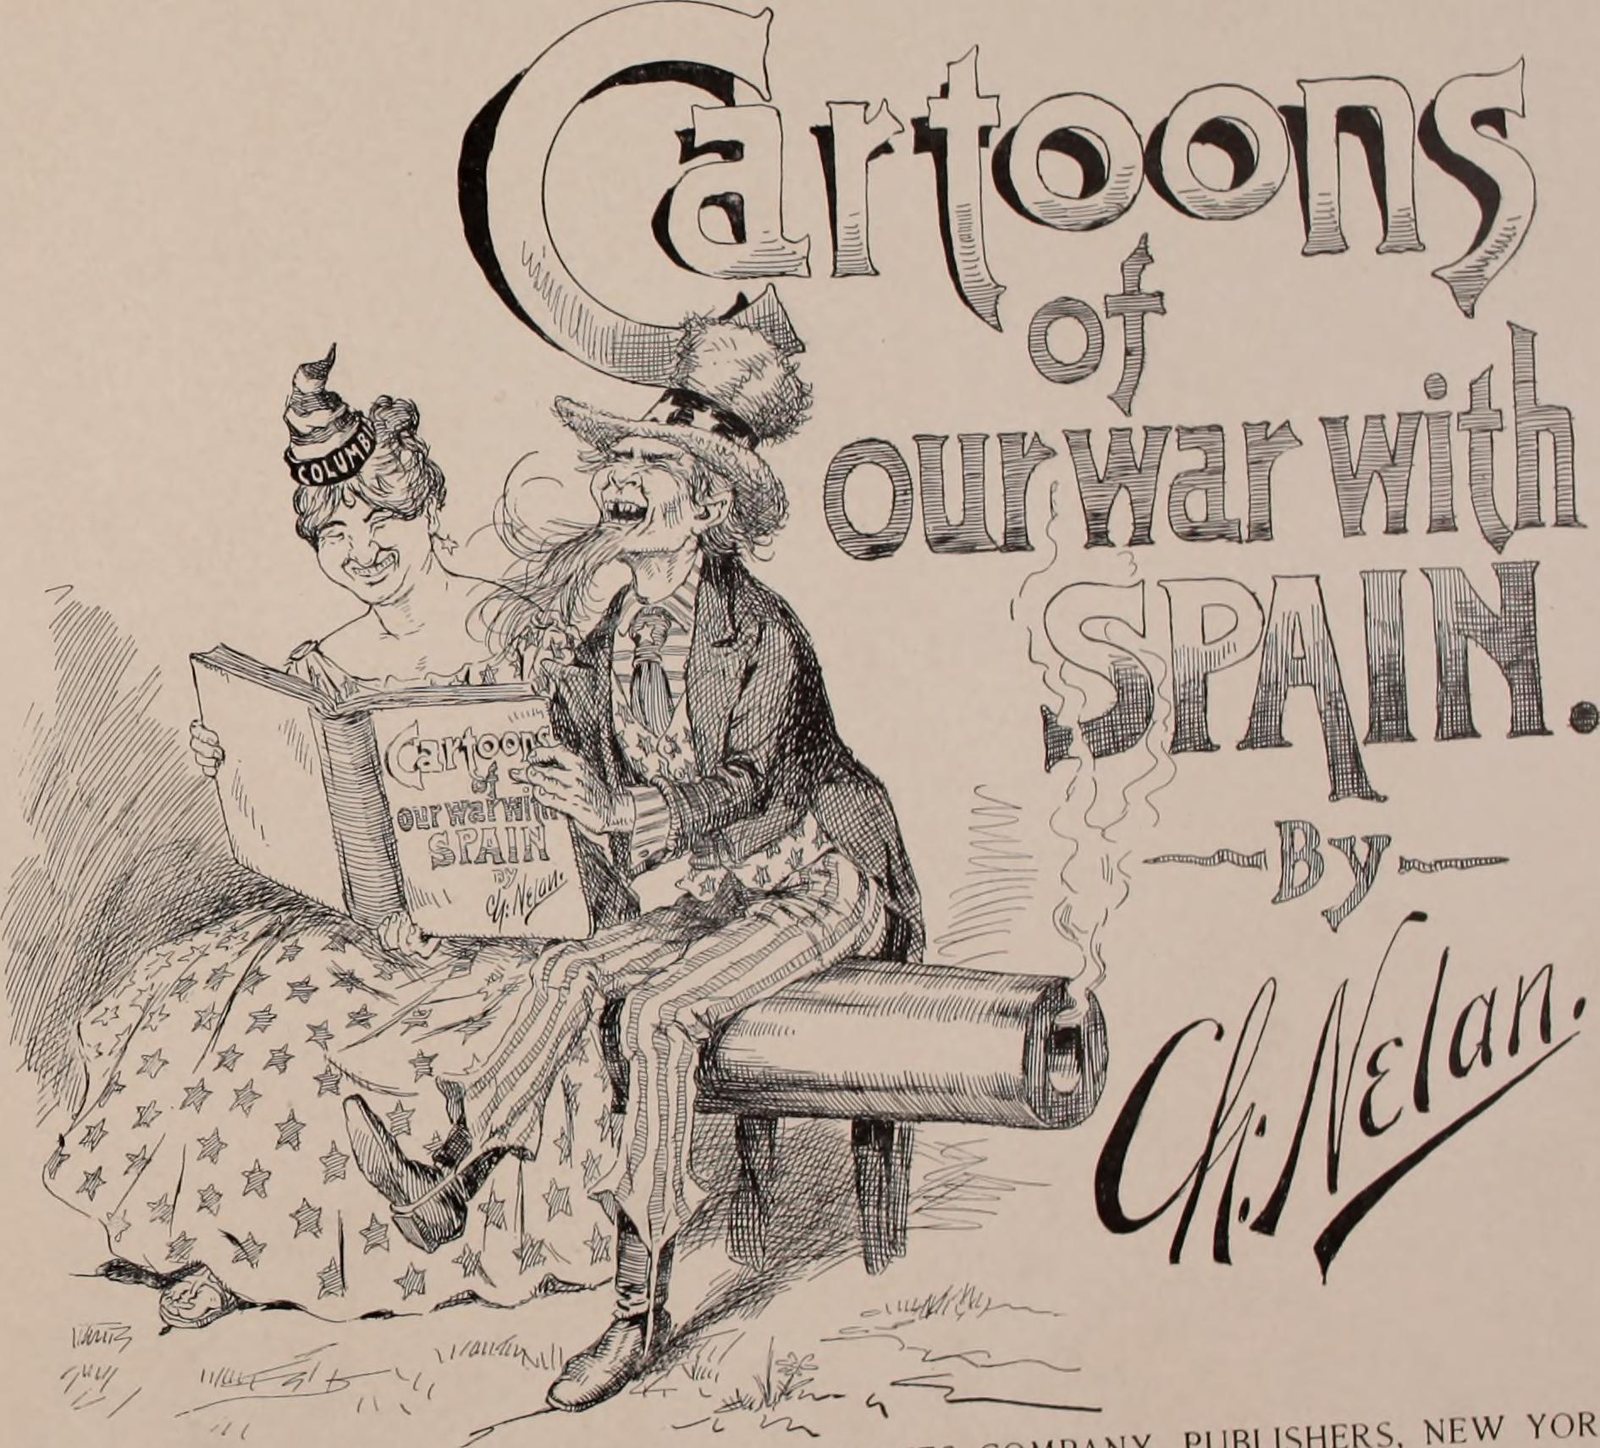 Cartoons
of
our war with
SPAIN.
By
Ch. Nelan.
COLUMB
Cartoons
of
our war with
SPAIN
by
Ch. Nelan.
COMPANY, PUBLISHERS, NEW YOR